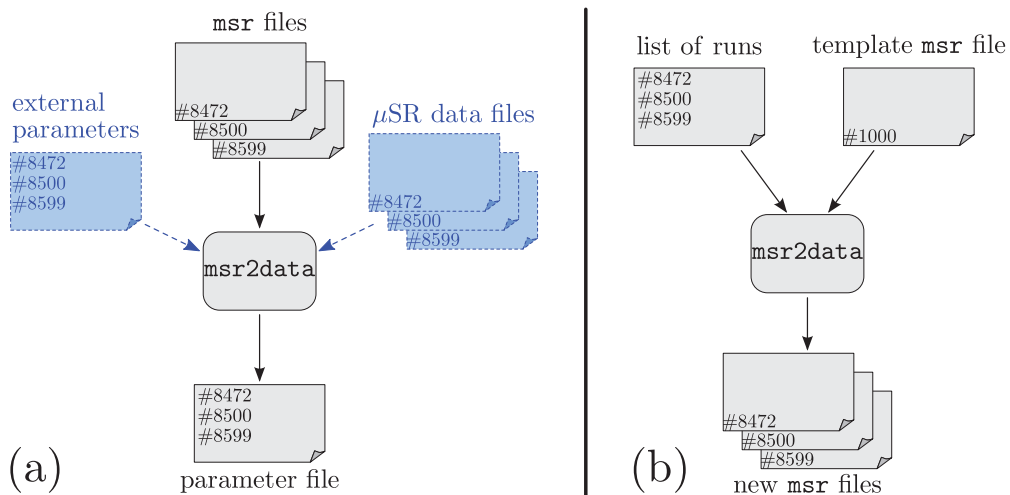 msr files
#8472
#8500
#8599
external
parameters
#8472
#8500
#8599
μSR data files
#8472
#8500
#8599
msr2data
#8472
#8500
#8599
(a)
parameter file
list of runs
#8472
#8500
#8599
template msr file
#1000
msr2data
#8472
#8500
#8599
(b)
new msr files